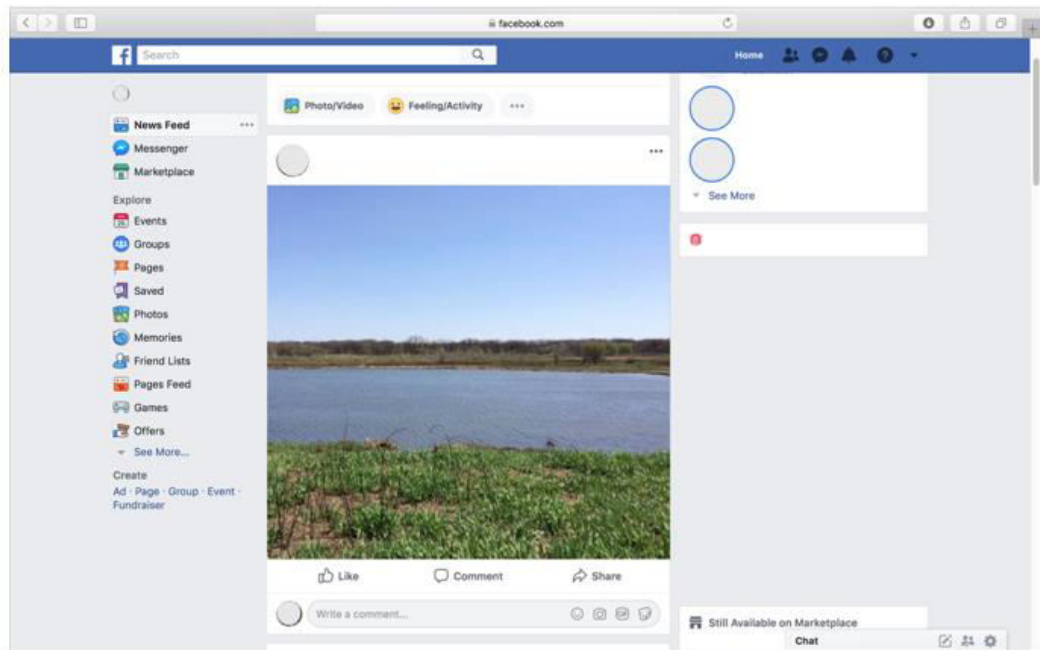 facebook.com
f
Search
Home
Photo/Video
Feeling/Activity
News Feed
Messenger
Marketplace
Explore
Events
Groups
Pages
Saved
Photos
Memories
Friend Lists
Pages Feed
Games
Offers
See More...
Create
Ad · Page · Group · Event ·
Fundraiser
Like
Comment
Share
Write a comment...
See More
Still Available on Marketplace
Chat